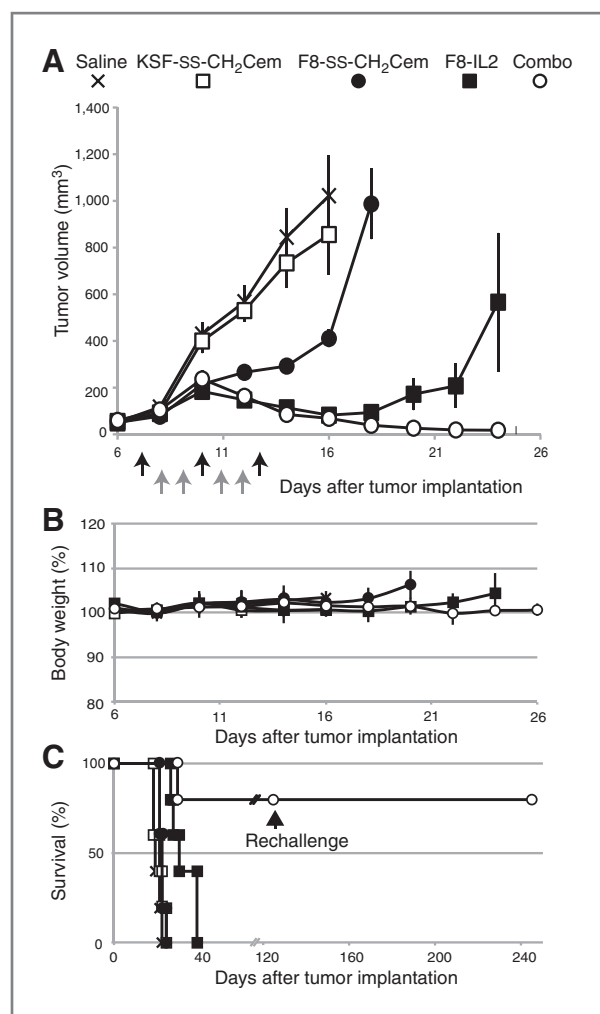 A Saline KSF-SS-CH₂Cem F8-SS-CH₂Cem F8-IL2 Combo
Tumor volume (mm³)
1,400
1,200
1,000
800
600
400
200
0
6 11 16 21 26
Days after tumor implantation
B
Body weight (%)
120
110
100
90
80
6 11 16 21 26
Days after tumor implantation
C
Survival (%)
100
50
0
Rechallenge
0 40 120 160 200 240
Days after tumor implantation